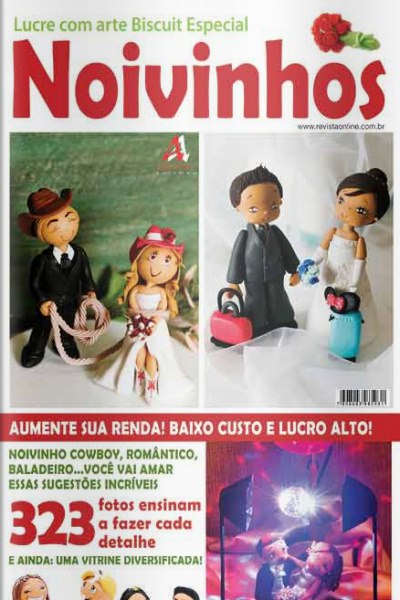 Lucre com arte Biscuit Especial
Noivinhos
www.revistaonline.com.br
A
AUMENTE SUA RENDA! BAIXO CUSTO E LUCRO ALTO!
NOIVINHO COWBOY, ROMÂNTICO,
BALADEIRO...VOCÊ VAI AMAR
ESSAS SUGESTÕES INCRÍVEIS
323 fotos ensinam
a fazer cada
detalhe
E AINDA: UMA VITRINE DIVERSIFICADA!